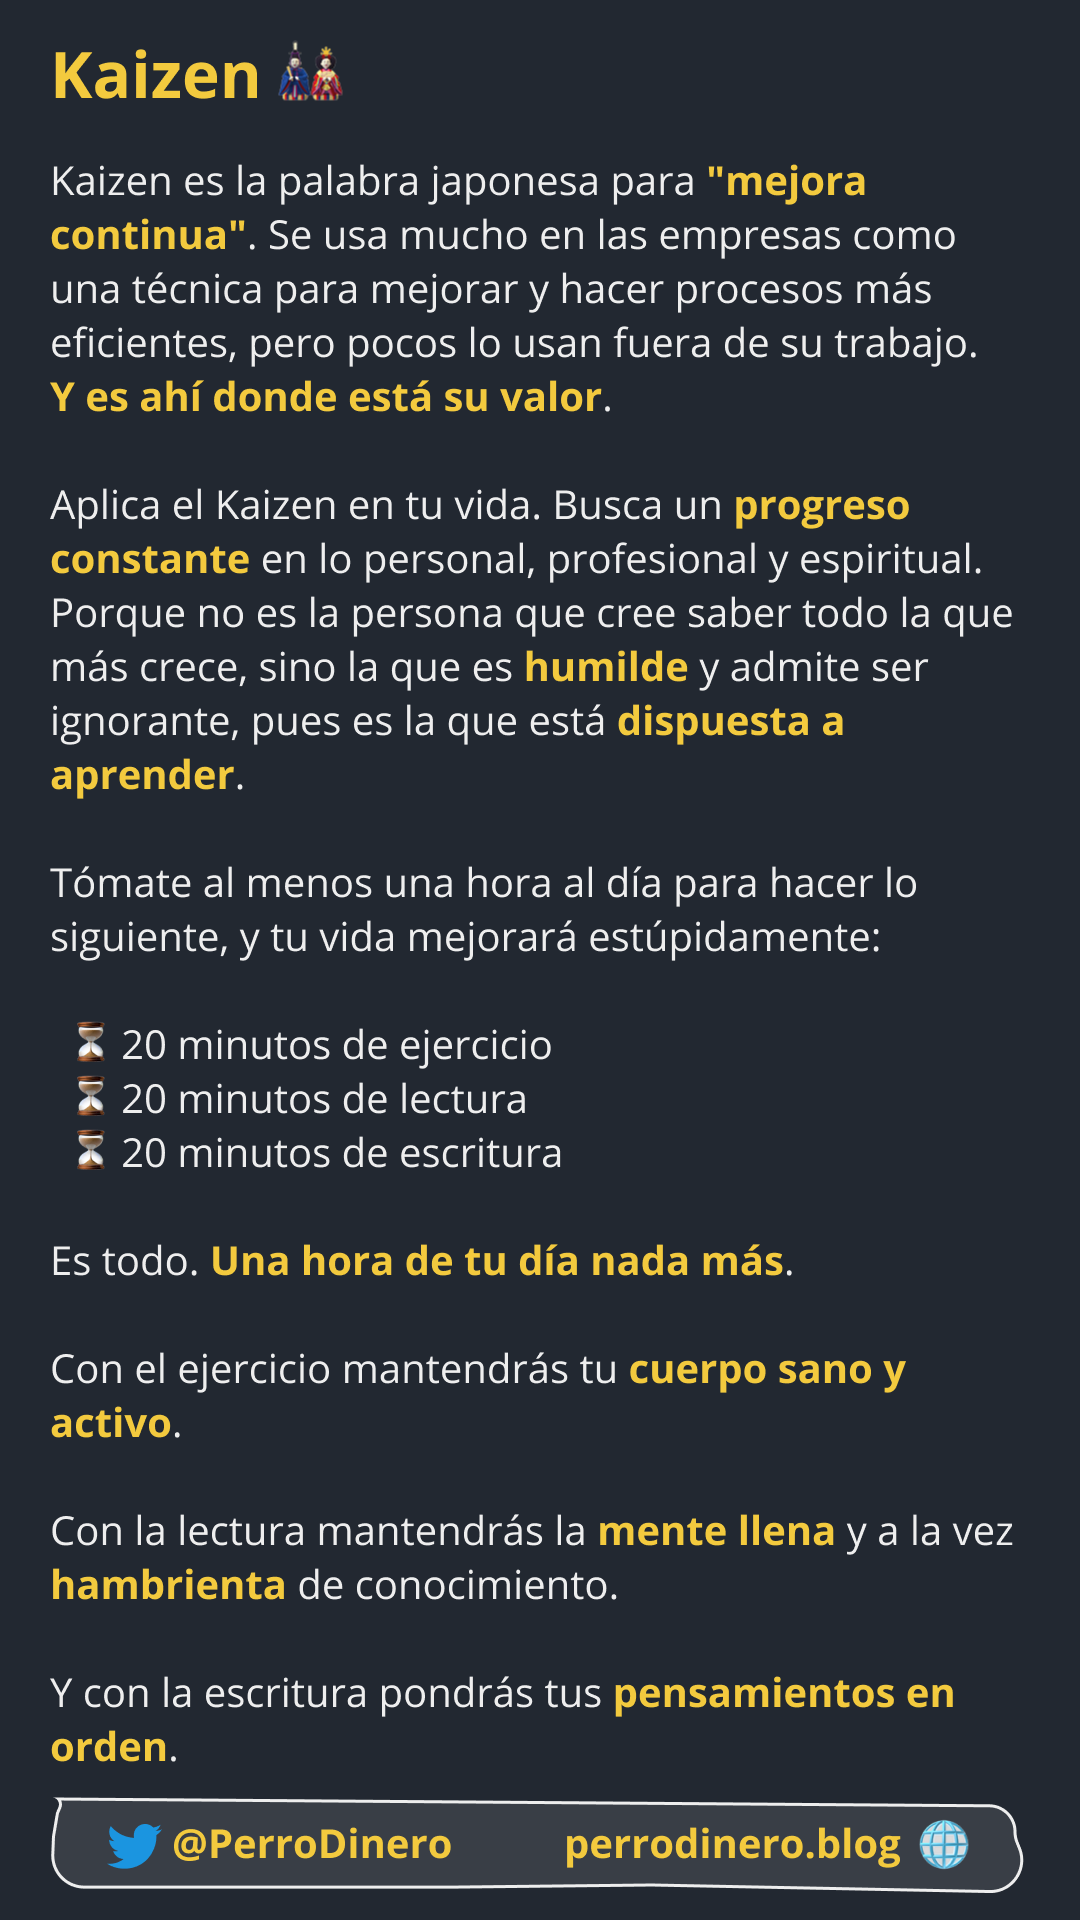 Kaizen 🎎
Kaizen es la palabra japonesa para "mejora
continua". Se usa mucho en las empresas como
una técnica para mejorar y hacer procesos más
eficientes, pero pocos lo usan fuera de su trabajo.
Y es ahí donde está su valor.
Aplica el Kaizen en tu vida. Busca un progreso
constante en lo personal, profesional y espiritual.
Porque no es la persona que cree saber todo la que
más crece, sino la que es humilde y admite ser
ignorante, pues es la que está dispuesta a
aprender.
Tómate al menos una hora al día para hacer lo
siguiente, y tu vida mejorará estúpidamente:
⏳ 20 minutos de ejercicio
⏳ 20 minutos de lectura
⏳ 20 minutos de escritura
Es todo. Una hora de tu día nada más.
Con el ejercicio mantendrás tu cuerpo sano y
activo.
Con la lectura mantendrás la mente llena y a la vez
hambrienta de conocimiento.
Y con la escritura pondrás tus pensamientos en
orden.
@PerroDinero perrodinero.blog 🌐